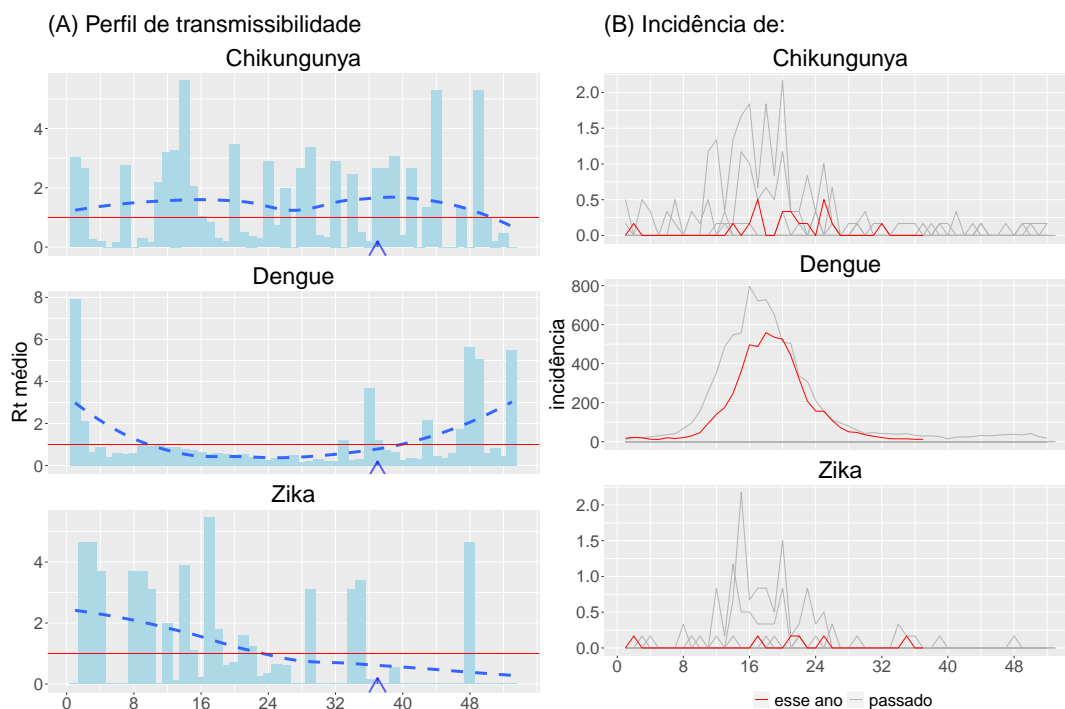 (A) Perfil de transmissibilidade
Chikungunya
4
2
0
Dengue
8
6
4
2
0
Zika
4
2
0
0 8 16 24 32 40 48
Rt médio
(B) Incidência de:
Chikungunya
2.0
1.5
1.0
0.5
0.0
Dengue
800
600
400
200
0
Zika
2.0
1.5
1.0
0.5
0.0
0 8 16 24 32 40 48
incidência
esse ano passado